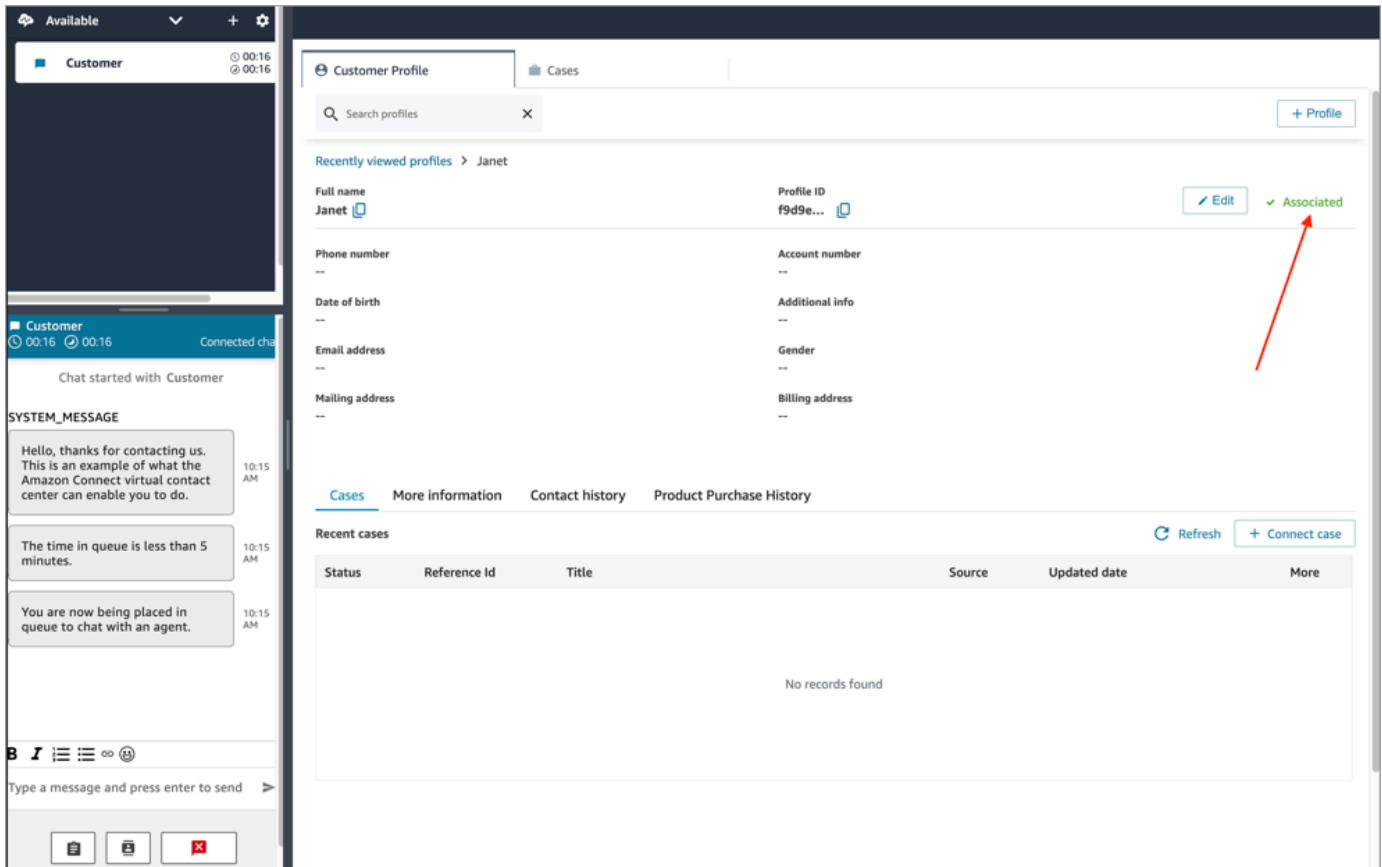 Available
Customer
00:16
00:16
Customer
00:16 00:16 Connected cha
Chat started with Customer
SYSTEM_MESSAGE
Hello, thanks for contacting us.
This is an example of what the
Amazon Connect virtual contact
center can enable you to do.
10:15
AM
The time in queue is less than 5
minutes.
10:15
AM
You are now being placed in
queue to chat with an agent.
10:15
AM
B I
Type a message and press enter to send
Customer Profile Cases
Search profiles
+ Profile
Recently viewed profiles > Janet
Full name Profile ID
Janet f9d9e... Edit Associated
Phone number Account number
-- --
Date of birth Additional info
-- --
Email address Gender
-- --
Mailing address Billing address
-- --
Cases More information Contact history Product Purchase History
Recent cases Refresh + Connect case
Status Reference Id Title Source Updated date More
No records found